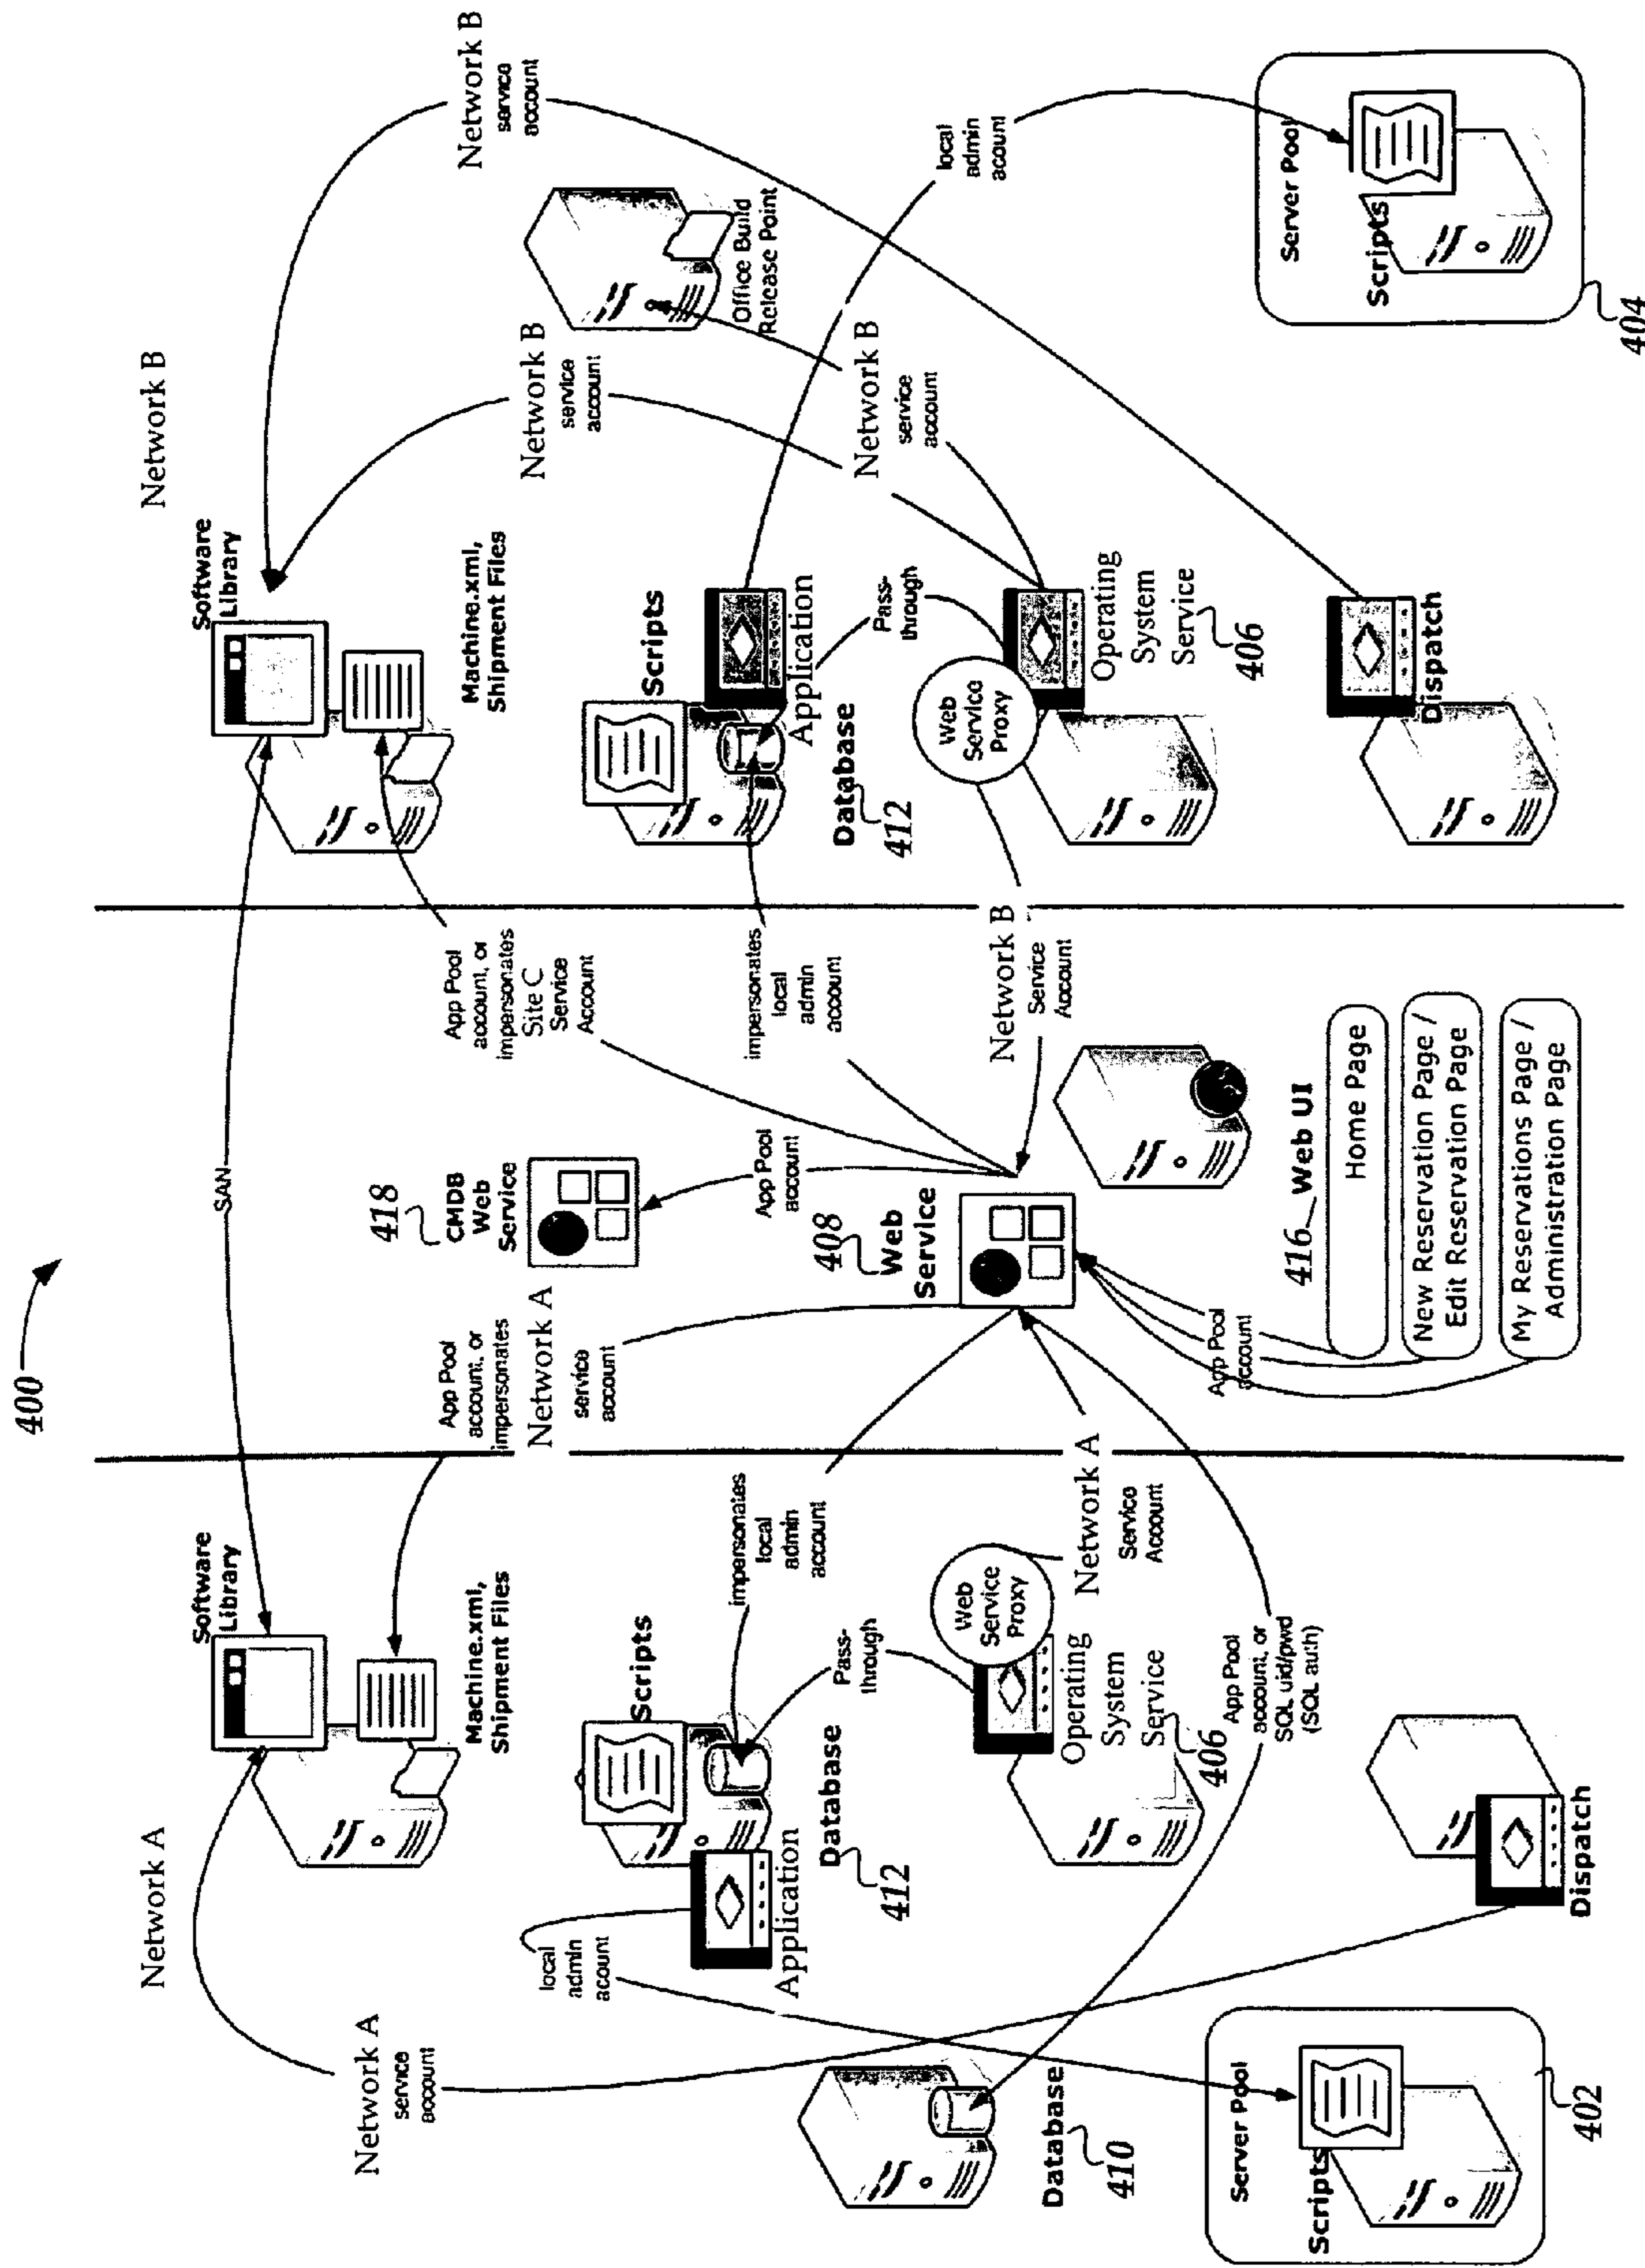 400
Network A
Network B
SAN
Network A
service
account
Software
Library
Machine.xml,
Shipment Files
App Pool
account, or
impersonates
Network A
service
account
418
CMDB
Web
Service
App Pool
account, or
impersonates
Site C
Service
Account
Software
Library
Machine.xml,
Shipment Files
Network B
service
account
Network B
service
account
Office Build
Release Point
local
admin
acount
Application
Scripts
Database
412
impersonates
local
admin
account
App Pool
account
408
Web
Service
impersonates
local
admin
account
Scripts
Application
Database
412
Network B
service
account
local
admin
acount
Database
410
Pass-
through
Web
Service
Proxy
Operating
System
Service
406
Network A
Service
Account
Network B
Service
Account
Web
Service
Proxy
Pass-
through
Operating
System
Service
406
App Pool
account, or
SQL uid/pwd
(SQL auth)
App Pool
account
416
Web UI
Home Page
New Reservation Page /
Edit Reservation Page
My Reservations Page /
Administration Page
Server Pool
Scripts
402
Dispatch
Dispatch
Server Pool
Scripts
404